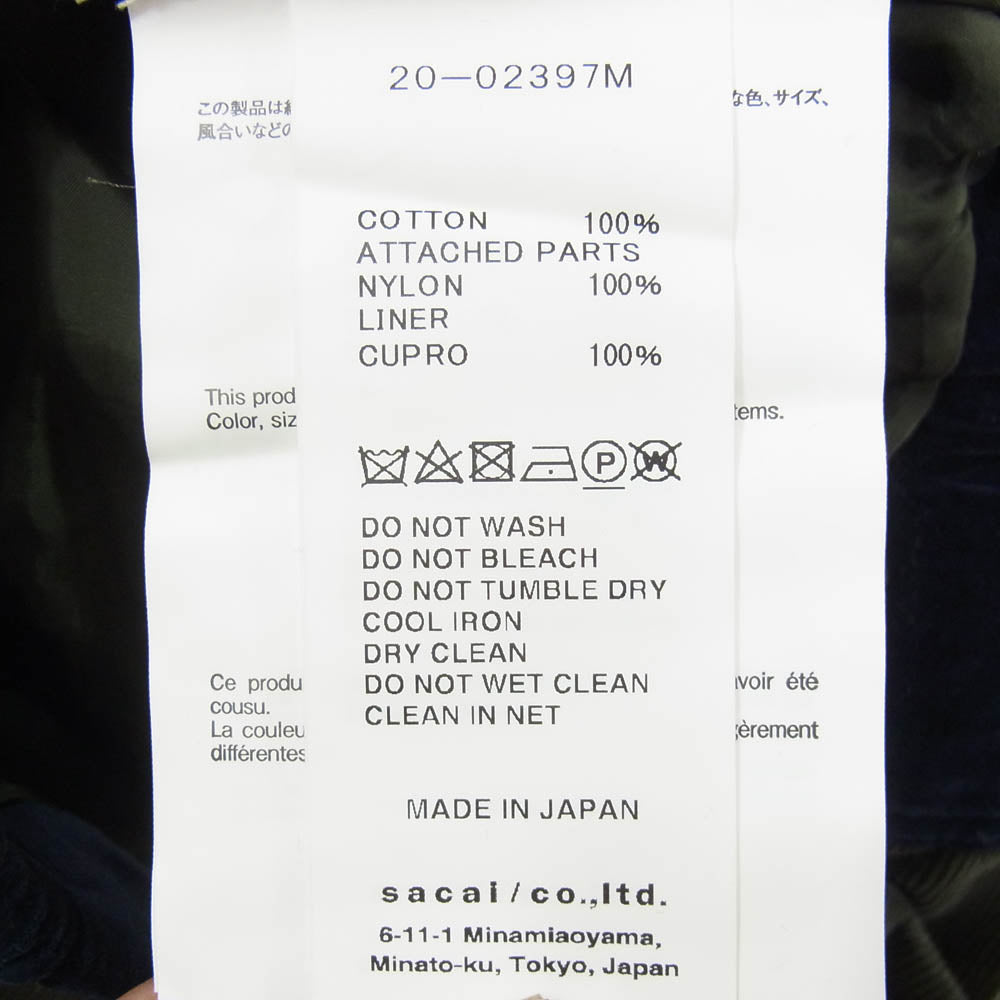 20-02397M
この製品は
な色、サイズ、
風合いなどの
COTTON 100%
ATTACHED PARTS
NYLON 100%
LINER
CUPRO 100%
This prod
Color, siz
tems.
P W
DO NOT WASH
DO NOT BLEACH
DO NOT TUMBLE DRY
COOL IRON
DRY CLEAN
DO NOT WET CLEAN
CLEAN IN NET
Ce produ
avoir été
cousu.
La couleu
gèrement
différentes
MADE IN JAPAN
sacai / co.,ltd.
6-11-1 Minamiaoyama,
Minato-ku, Tokyo, Japan